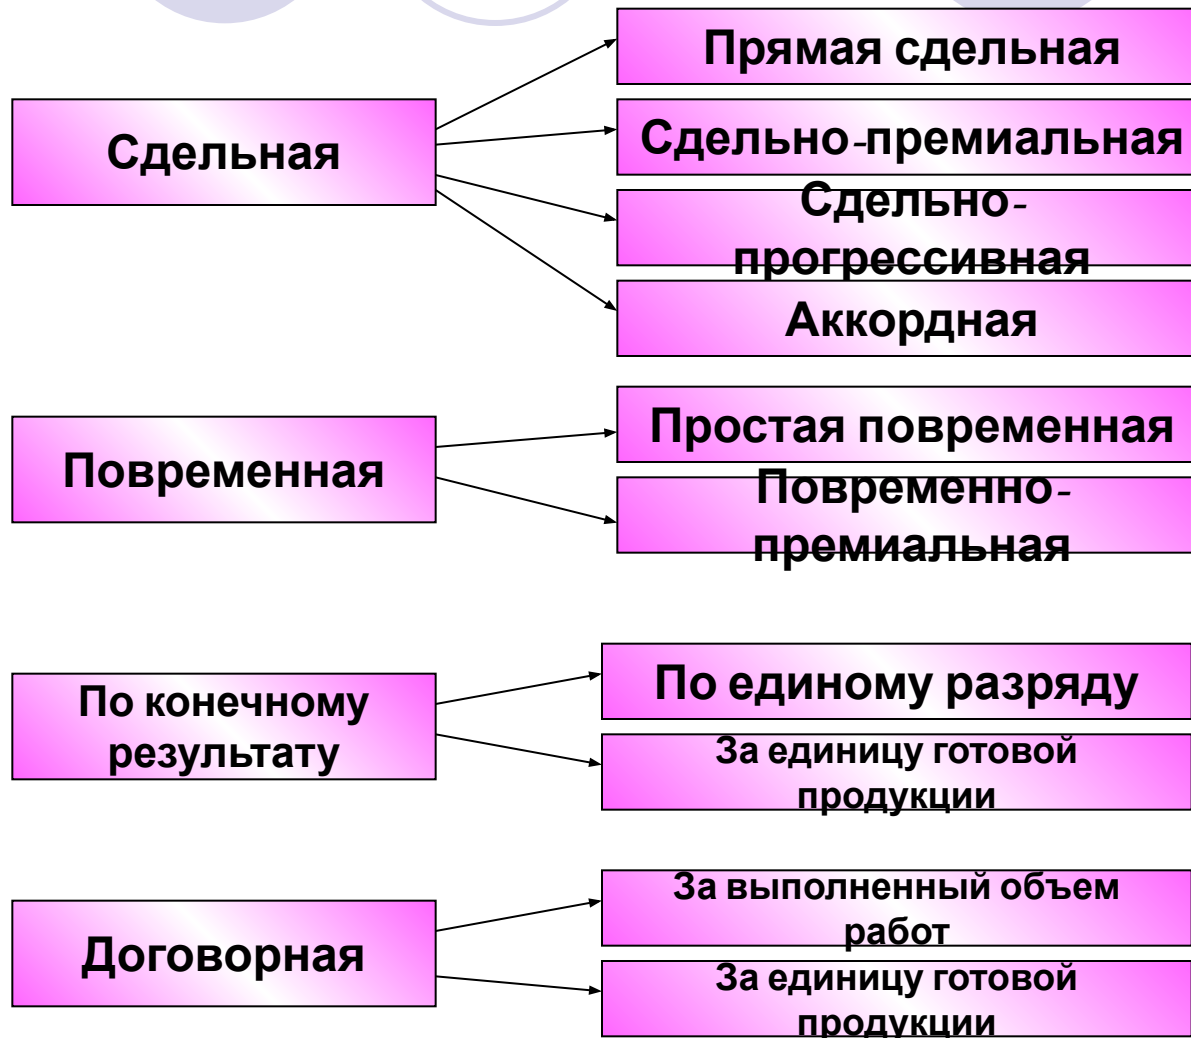 Сдельная
Прямая сдельная
Сдельно-премиальная
Сдельно-
прогрессивная
Аккордная
Повременная
Простая повременная
Повременно-
премиальная
По конечному
результату
По единому разряду
За единицу готовой
продукции
Договорная
За выполненный объем
работ
За единицу готовой
продукции